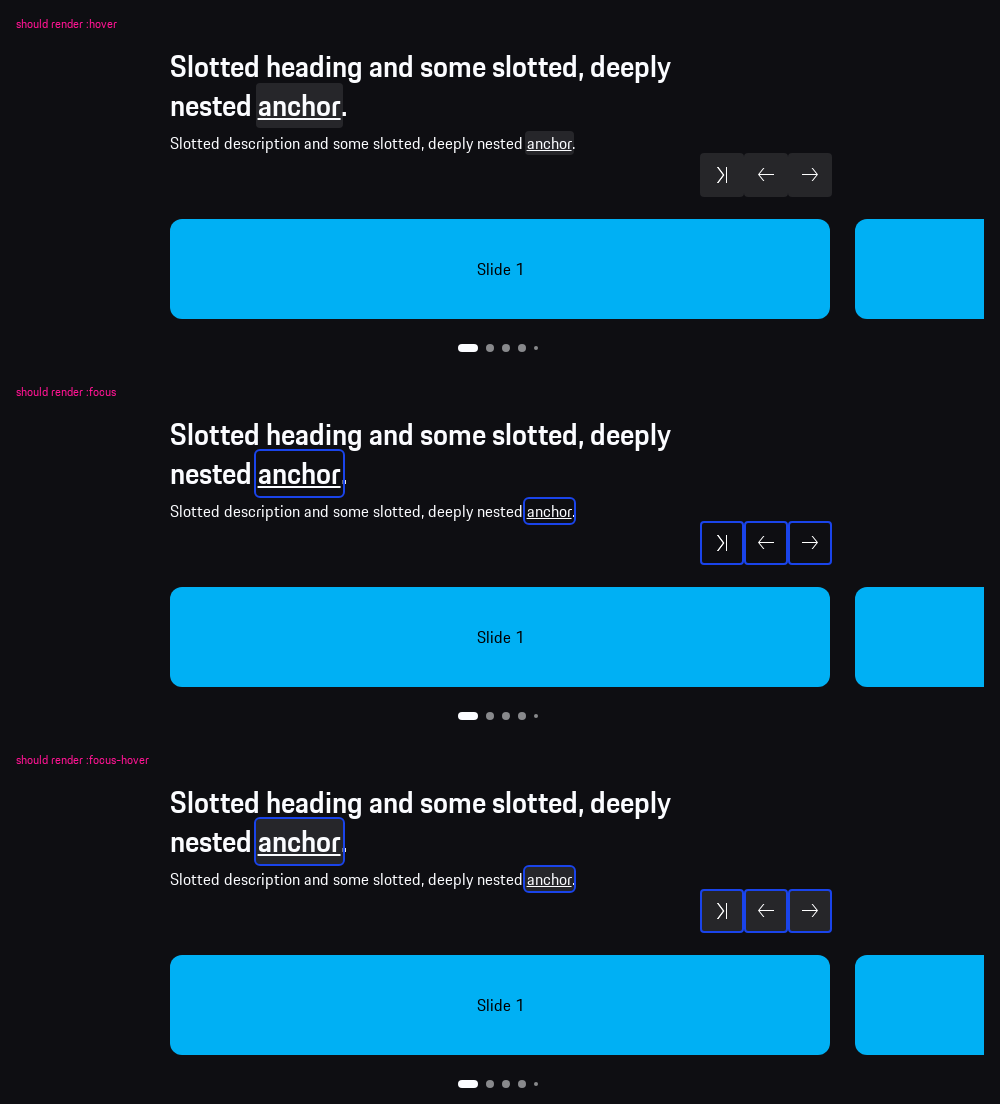 should render :hover
Slotted heading and some slotted, deeply
nested anchor.
Slotted description and some slotted, deeply nested anchor.
Slide 1
should render :focus
Slotted heading and some slotted, deeply
nested anchor.
Slotted description and some slotted, deeply nested anchor.
Slide 1
should render :focus-hover
Slotted heading and some slotted, deeply
nested anchor.
Slotted description and some slotted, deeply nested anchor.
Slide 1